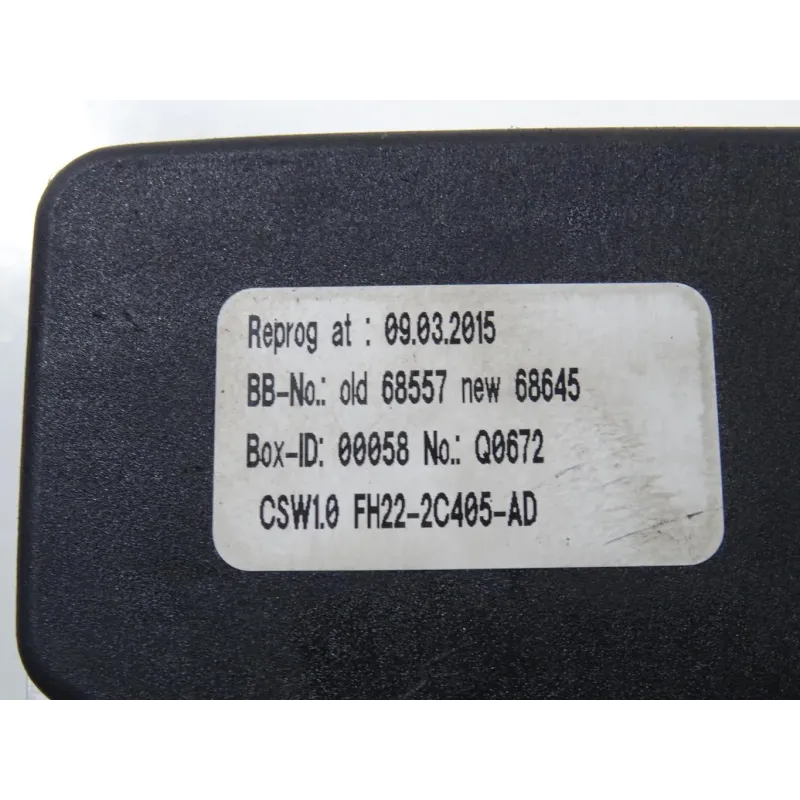 Reprog at : 09.03.2015
BB-No.: old 68557 new 68645
Box-ID: 00058 No.: Q0672
CSW1.0 FH22-2C405-AD